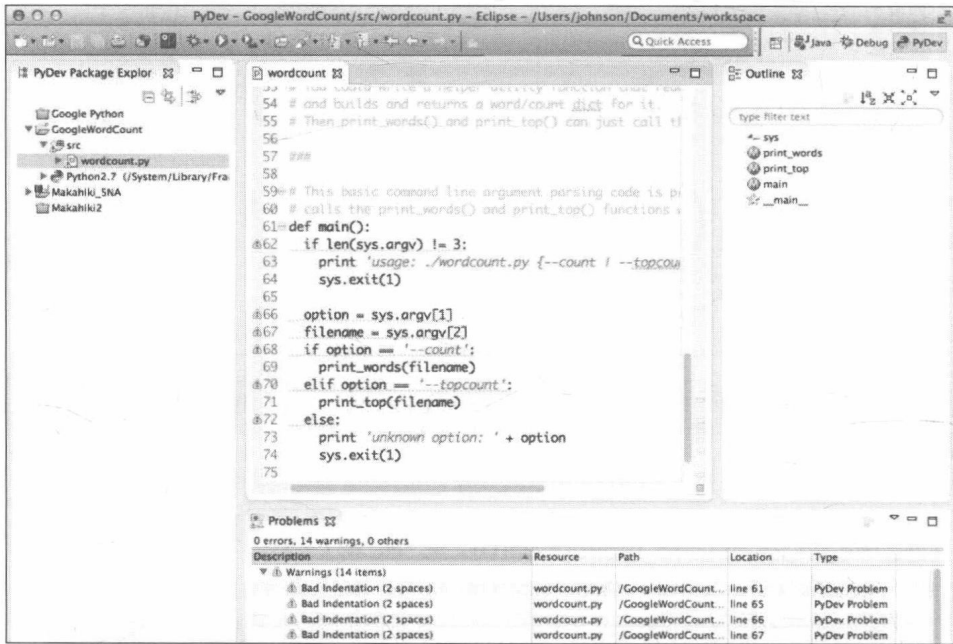 PyDev – GoogleWordCount/src/wordcount.py – Eclipse – /Users/johnson/Documents/workspace
Quick Access
Java
Debug
PyDev
PyDev Package Explor
Google Python
GoogleWordCount
src
wordcount.py
Python2.7 (/System/Library/Fra
Makahiki_SNA
Makahiki2
wordcount
53 # You could write a helper utility function that rea
54 # and builds and returns a word/count dict for it.
55 # Then print_words() and print_top() can just call t
56
57 ###
58
59 # This basic command line argument parsing code is p
60 # calls the print_words() and print_top() functions w
61 def main():
62 if len(sys.argv) != 3:
63 print 'usage: ./wordcount.py {--count | --topcou
64 sys.exit(1)
65
66 option = sys.argv[1]
67 filename = sys.argv[2]
68 if option == '--count':
69 print_words(filename)
70 elif option == '--topcount':
71 print_top(filename)
72 else:
73 print 'unknown option: ' + option
74 sys.exit(1)
75
Outline
type filter text
sys
print_words
print_top
main
__main__
Problems
0 errors, 14 warnings, 0 others
Description Resource Path Location Type
Warnings (14 items)
Bad Indentation (2 spaces) wordcount.py /GoogleWordCount... line 61 PyDev Problem
Bad Indentation (2 spaces) wordcount.py /GoogleWordCount... line 65 PyDev Problem
Bad Indentation (2 spaces) wordcount.py /GoogleWordCount... line 66 PyDev Problem
Bad Indentation (2 spaces) wordcount.py /GoogleWordCount... line 67 PyDev Problem